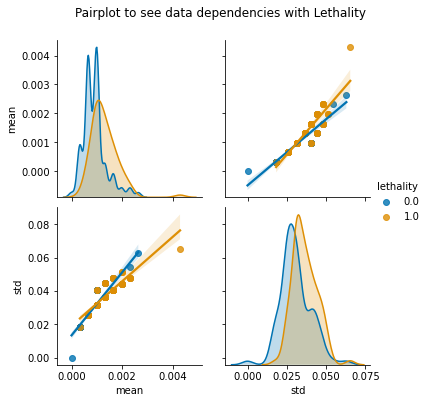 Pairplot to see data dependencies with Lethality
0.004
0.003
0.002
0.001
0.000
mean
lethality
0.0
1.0
0.08
0.06
0.04
0.02
0.00
std
0.000 0.002 0.004
mean
0.000 0.025 0.050 0.075
std